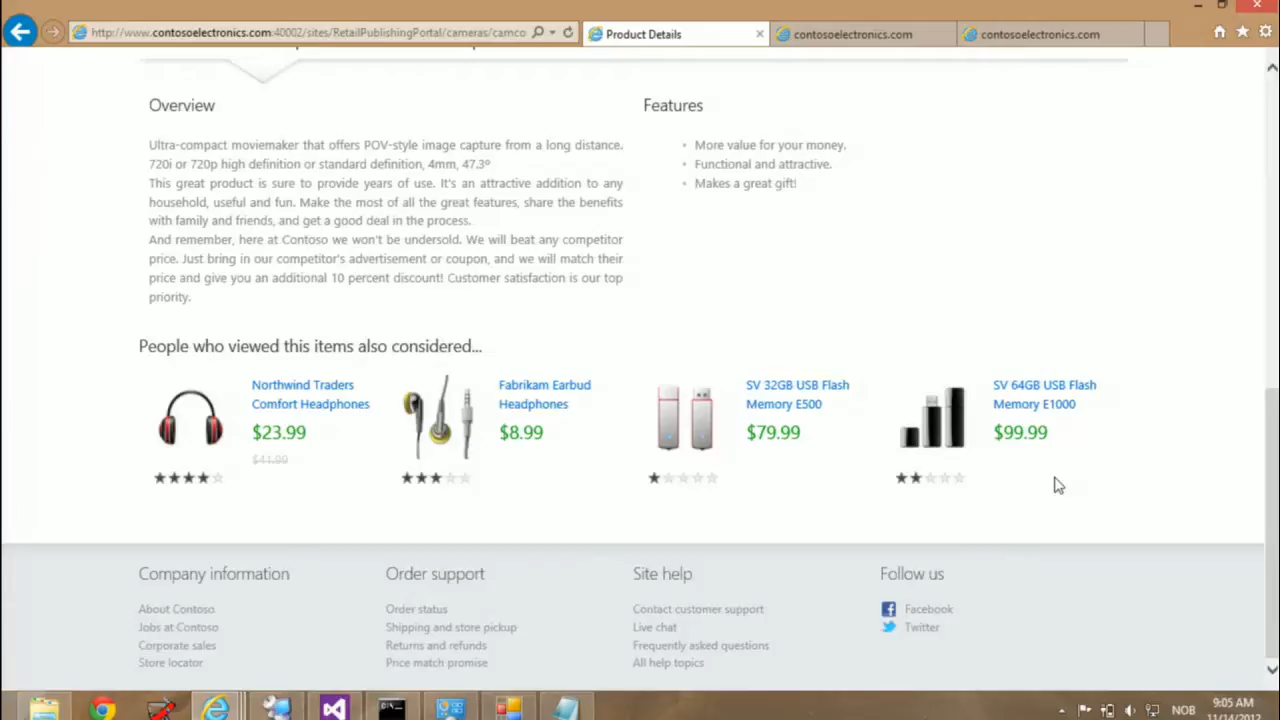 http://www.contosoelectronics.com:40002/sites/RetailPublishingPortal/cameras/camco
Product Details
contosoelectronics.com
contosoelectronics.com
Overview
Ultra-compact moviemaker that offers POV-style image capture from a long distance.
720i or 720p high definition or standard definition, 4mm, 47.3º
This great product is sure to provide years of use. It's an attractive addition to any
household, useful and fun. Make the most of all the great features, share the benefits
with family and friends, and get a good deal in the process.
And remember, here at Contoso we won't be undersold. We will beat any competitor
price. Just bring in our competitor's advertisement or coupon, and we will match their
price and give you an additional 10 percent discount! Customer satisfaction is our top
priority.
Features
More value for your money.
Functional and attractive.
Makes a great gift!
People who viewed this items also considered...
Northwind Traders
Comfort Headphones
$23.99
$41.99
Fabrikam Earbud
Headphones
$8.99
SV 32GB USB Flash
Memory E500
$79.99
SV 64GB USB Flash
Memory E1000
$99.99
Company information
About Contoso
Jobs at Contoso
Corporate sales
Store locator
Order support
Order status
Shipping and store pickup
Returns and refunds
Price match promise
Site help
Contact customer support
Live chat
Frequently asked questions
All help topics
Follow us
Facebook
Twitter
NOB
9:05 AM